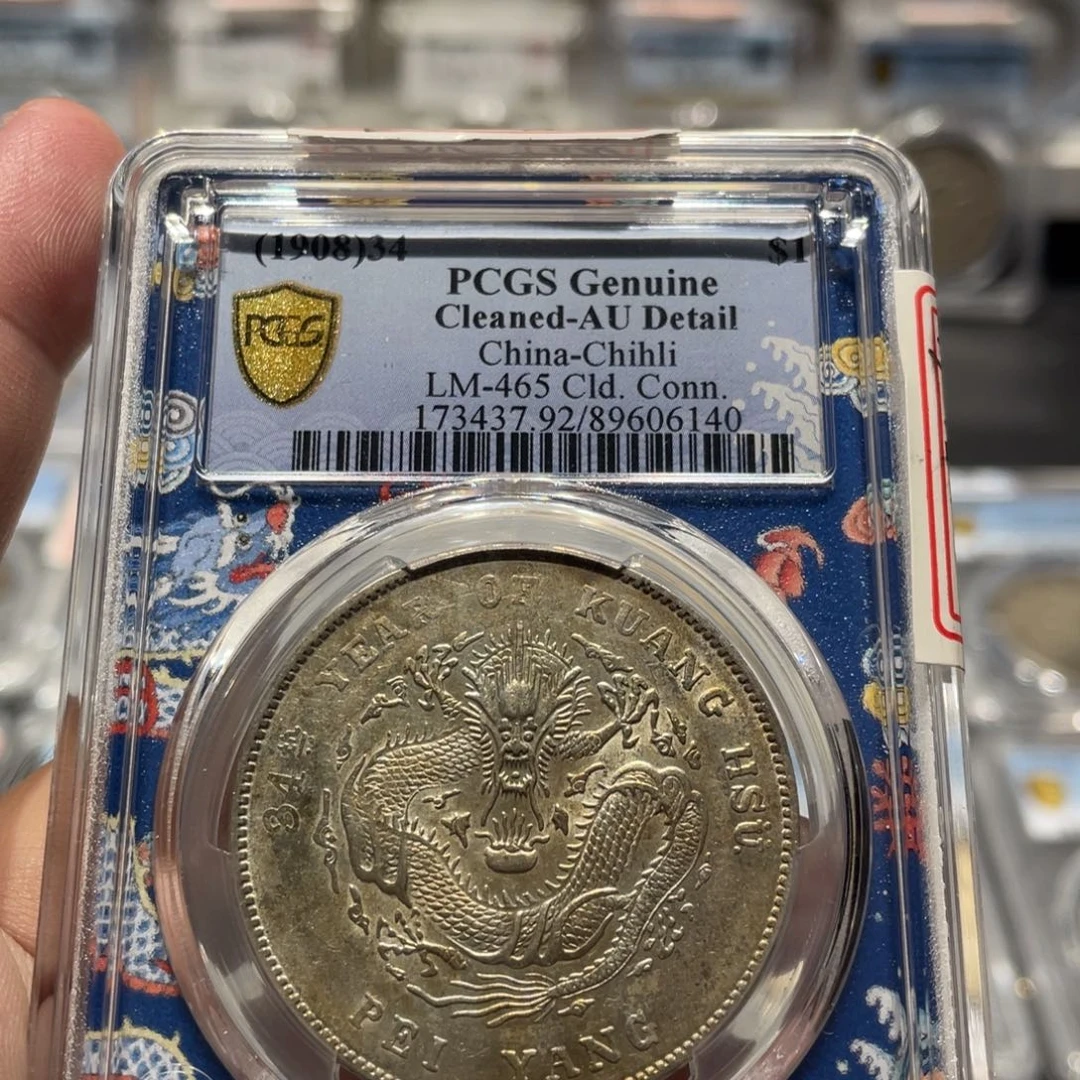 (1908)34 $1
PCGS Genuine
PCGS
Cleaned-AU Detail
China-Chihli
LM-465 Cld. Conn.
173437.92/89606140
34TH YEAR OF KUANG HSÜ
PEI YANG